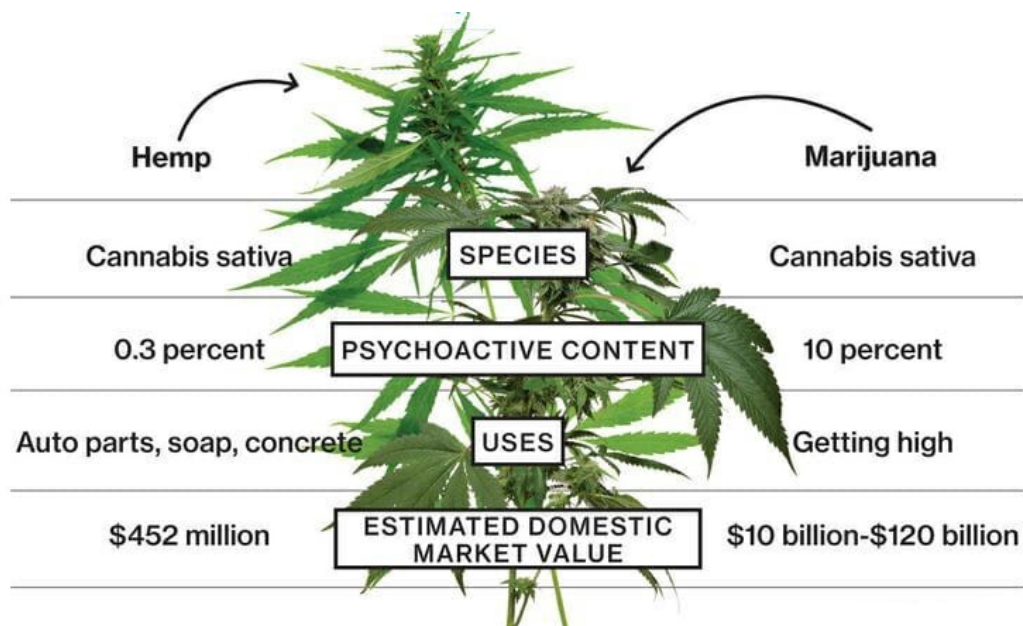 Hemp
Marijuana
Cannabis sativa
SPECIES
Cannabis sativa
0.3 percent
PSYCHOACTIVE CONTENT
10 percent
Auto parts, soap, concrete
USES
Getting high
$452 million
ESTIMATED DOMESTIC
MARKET VALUE
$10 billion-$120 billion